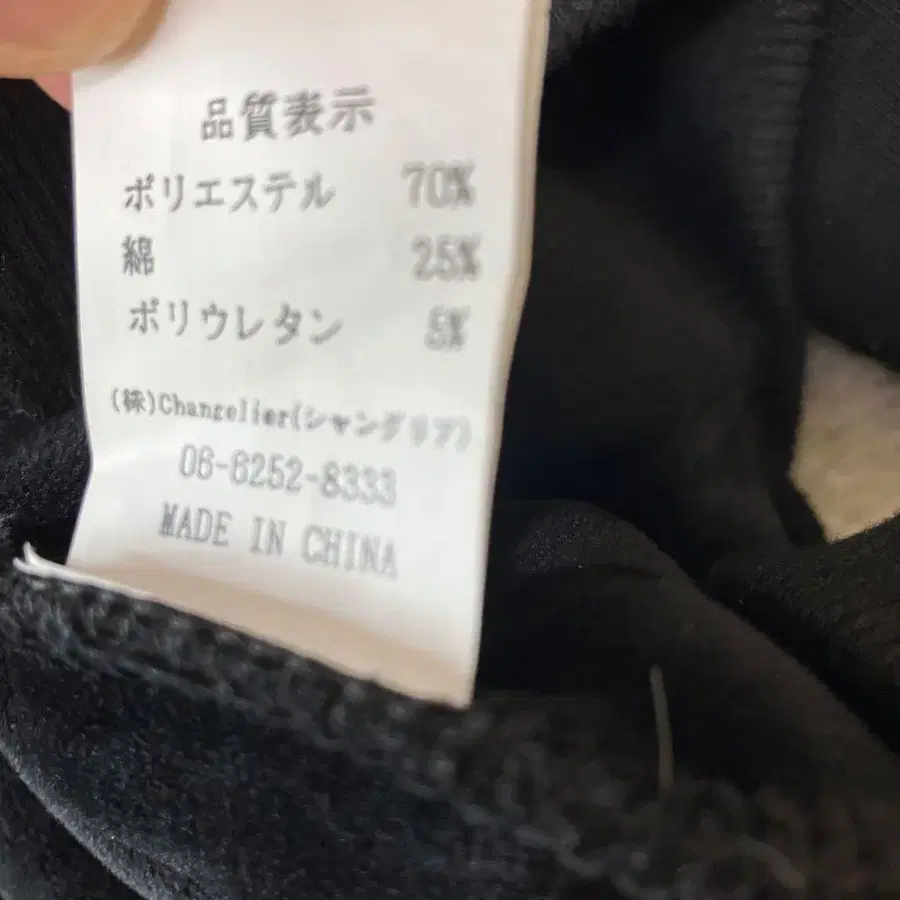 品質表示
ポリエステル 70%
綿 25%
ポリウレタン 5%
(株)Changelier(シャングリア)
06-6252-8333
MADE IN CHINA